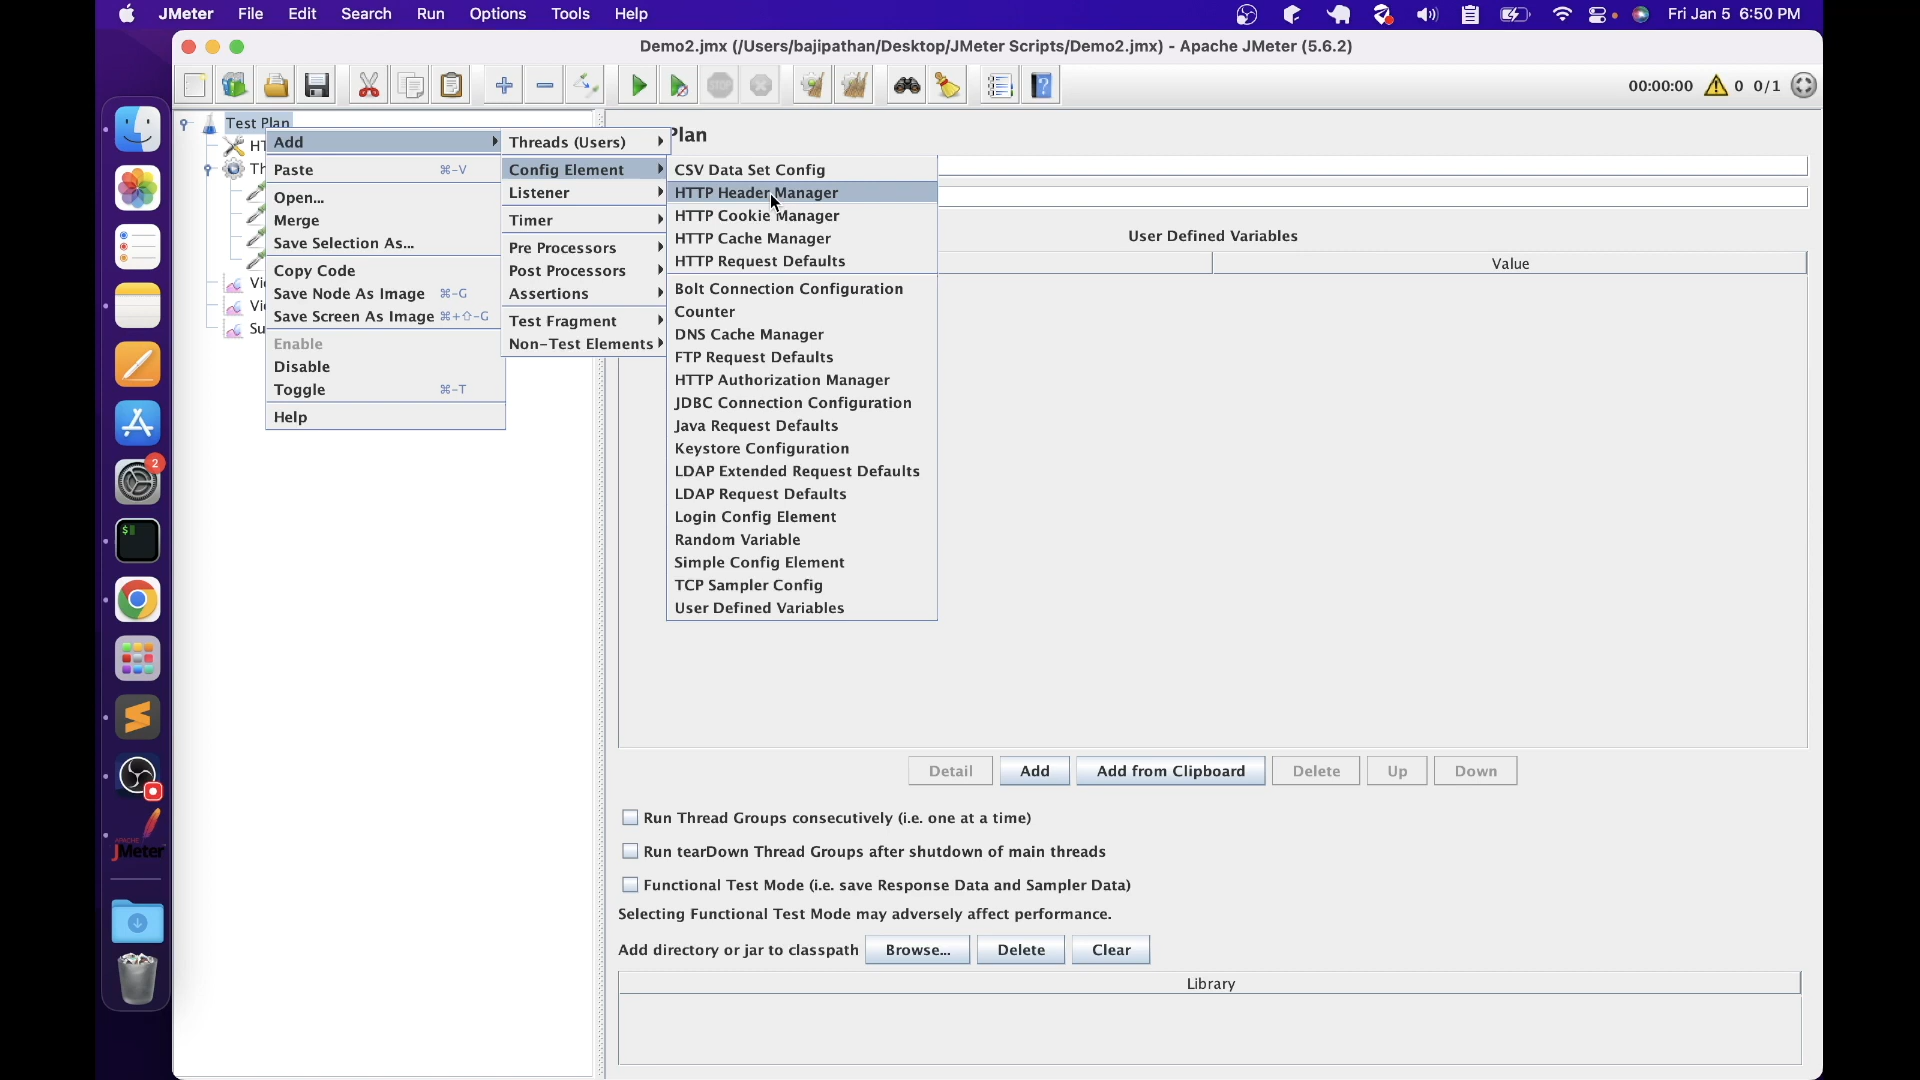 JMeter File Edit Search Run Options Tools Help Fri Jan 5 6:50 PM
Demo2.jmx (/Users/bajipathan/Desktop/JMeter Scripts/Demo2.jmx) - Apache JMeter (5.6.2)
STOP
00:00:00 0 0/1
Test Plan
HT
Th
Vie
Vie
Su
Add
Paste ⌘-V
Open...
Merge
Save Selection As...
Copy Code
Save Node As Image ⌘-G
Save Screen As Image ⌘+⇧-G
Enable
Disable
Toggle ⌘-T
Help
Threads (Users)
Config Element
Listener
Timer
Pre Processors
Post Processors
Assertions
Test Fragment
Non-Test Elements
CSV Data Set Config
HTTP Header Manager
HTTP Cookie Manager
HTTP Cache Manager
HTTP Request Defaults
Bolt Connection Configuration
Counter
DNS Cache Manager
FTP Request Defaults
HTTP Authorization Manager
JDBC Connection Configuration
Java Request Defaults
Keystore Configuration
LDAP Extended Request Defaults
LDAP Request Defaults
Login Config Element
Random Variable
Simple Config Element
TCP Sampler Config
User Defined Variables
Plan
User Defined Variables
Value
Detail Add Add from Clipboard Delete Up Down
Run Thread Groups consecutively (i.e. one at a time)
Run tearDown Thread Groups after shutdown of main threads
Functional Test Mode (i.e. save Response Data and Sampler Data)
Selecting Functional Test Mode may adversely affect performance.
Add directory or jar to classpath Browse... Delete Clear
Library
2
$
APACHE
JMeter